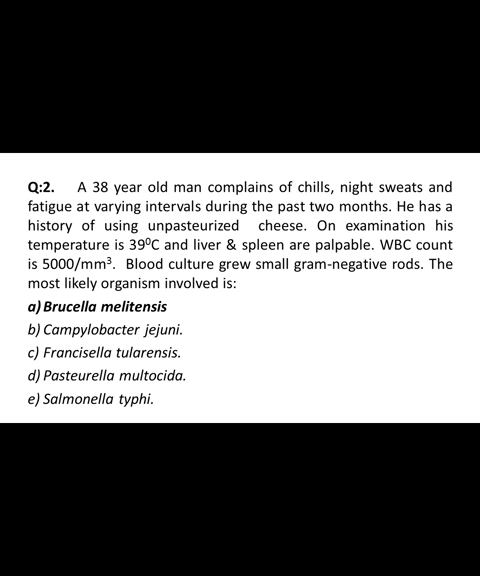 Q:2. A 38 year old man complains of chills, night sweats and
fatigue at varying intervals during the past two months. He has a
history of using unpasteurized cheese. On examination his
temperature is 39⁰C and liver & spleen are palpable. WBC count
is 5000/mm³. Blood culture grew small gram-negative rods. The
most likely organism involved is:
a) Brucella melitensis
b) Campylobacter jejuni.
c) Francisella tularensis.
d) Pasteurella multocida.
e) Salmonella typhi.